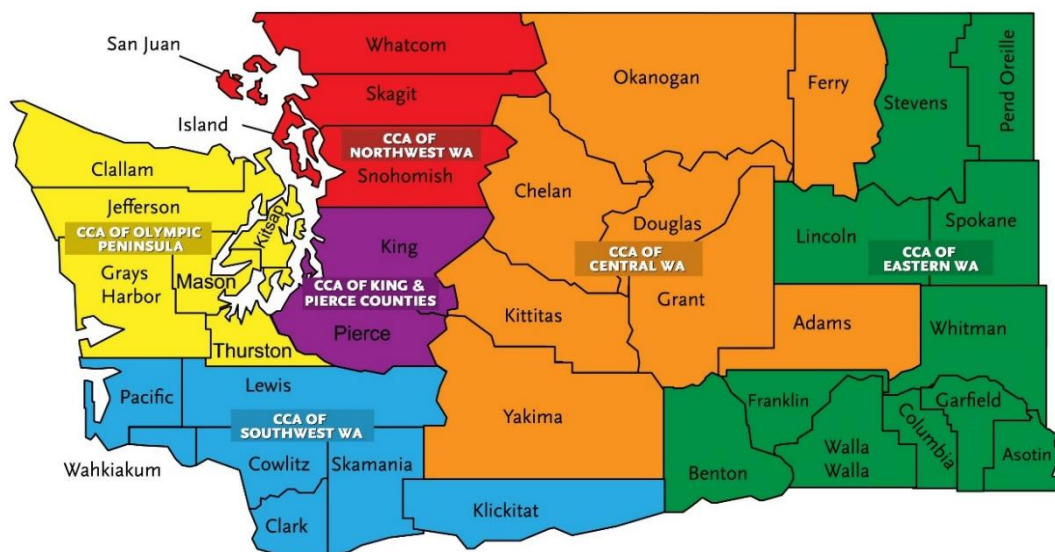 San Juan
Whatcom
Okanogan
Ferry
Stevens
Pend Oreille
Skagit
Island
CCA OF
NORTHWEST WA
Snohomish
Clallam
Jefferson
CCA OF OLYMPIC
PENINSULA
Kitsap
Grays
Harbor
Mason
Thurston
King
CCA OF KING &
PIERCE COUNTIES
Pierce
Chelan
Douglas
CCA OF
CENTRAL WA
Grant
Kittitas
Adams
Yakima
Lincoln
Spokane
CCA OF
EASTERN WA
Whitman
Pacific
Lewis
CCA OF
SOUTHWEST WA
Wahkiakum
Cowlitz
Skamania
Clark
Klickitat
Benton
Franklin
Walla
Walla
Columbia
Garfield
Asotin